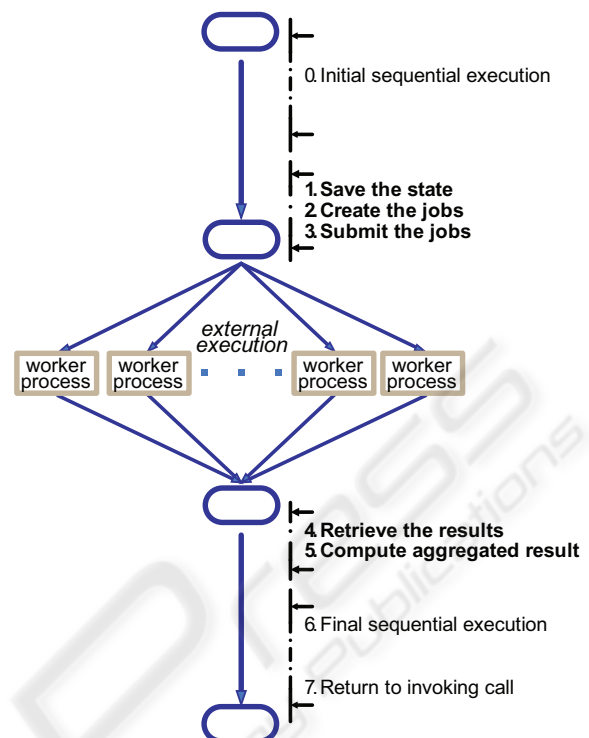 0. Initial sequential execution
1. Save the state
2. Create the jobs
3. Submit the jobs
external
execution
worker
process
worker
process
worker
process
worker
process
4. Retrieve the results
5. Compute aggregated result
6. Final sequential execution
7. Return to invoking call
Press
Publications